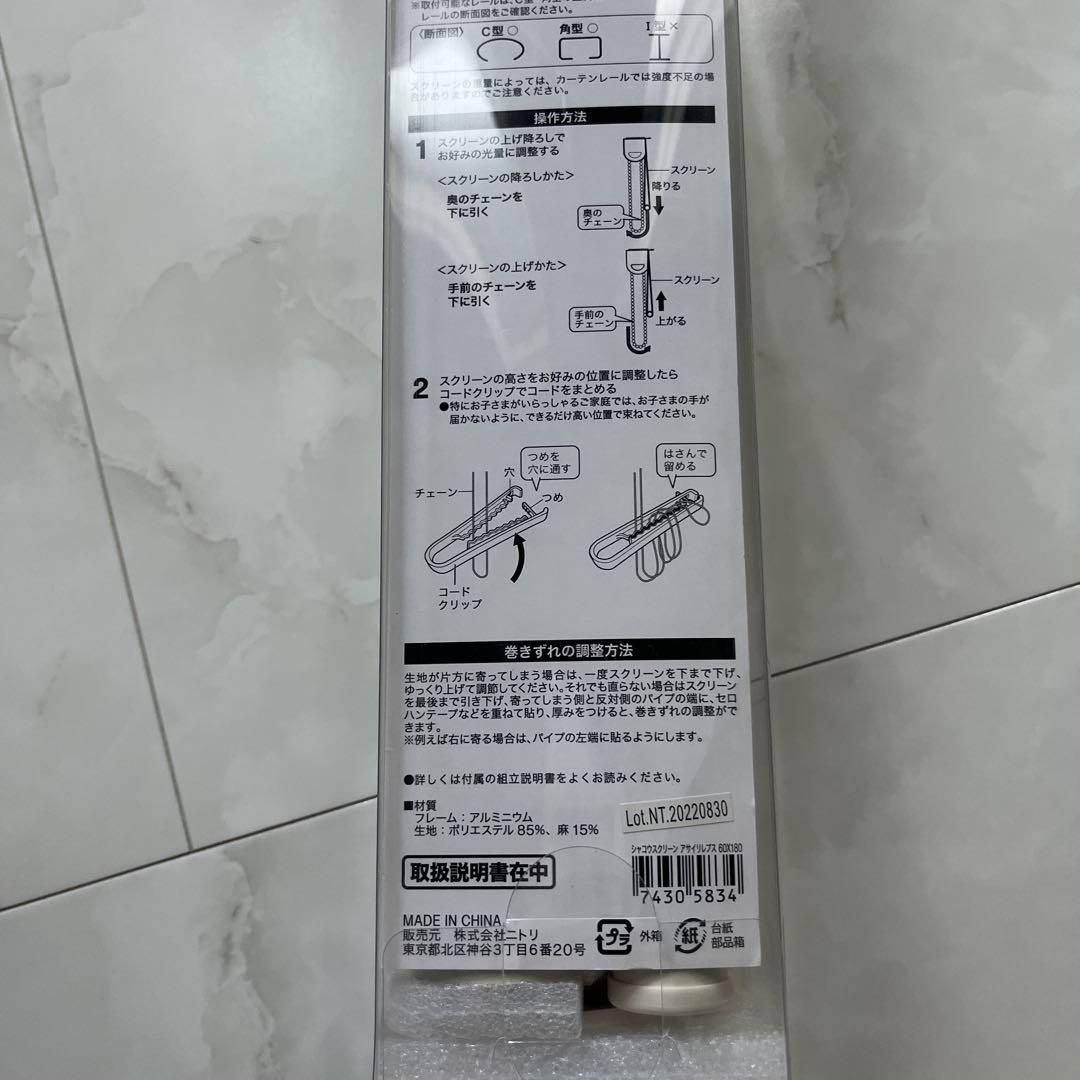 ※取付可能なレールは、C型・角型
レールの断面図をご確認ください。
〈断面図〉 C型○ 角型○ I型×
スクリーンの重量によっては、カーテンレールでは強度不足の場
合がありますのでご注意ください。
操作方法
1 スクリーンの上げ降ろしで
お好みの光量に調整する
<スクリーンの降ろしかた>
奥のチェーンを
下に引く
スクリーン
降りる
奥の
チェーン
<スクリーンの上げかた>
手前のチェーンを
下に引く
スクリーン
手前の
チェーン
上がる
2 スクリーンの高さをお好みの位置に調整したら
コードクリップでコードをまとめる
●特にお子さまがいらっしゃるご家庭では、お子さまの手が
届かないように、できるだけ高い位置で束ねてください。
つめを
穴に通す
はさんで
留める
チェーン
穴
つめ
コード
クリップ
巻きずれの調整方法
生地が片方に寄ってしまう場合は、一度スクリーンを下まで下げ、
ゆっくり上げて調節してください。それでも直らない場合はスクリーン
を最後まで引き下げ、寄ってしまう側と反対側のパイプの端に、セロ
ハンテープなどを重ねて貼り、厚みをつけると、巻きずれの調整がで
きます。
※例えば右に寄る場合は、パイプの左端に貼るようにします。
●詳しくは付属の組立説明書をよくお読みください。
■材質
フレーム：アルミニウム
生地：ポリエステル85%、麻15%
Lot.NT.20220830
シャコウスクリーン アサイリレプス 60X180
7430 5834
取扱説明書在中
MADE IN CHINA
販売元 株式会社ニトリ
東京都北区神谷3丁目6番20号
プラ 外箱
紙 台紙
部品箱